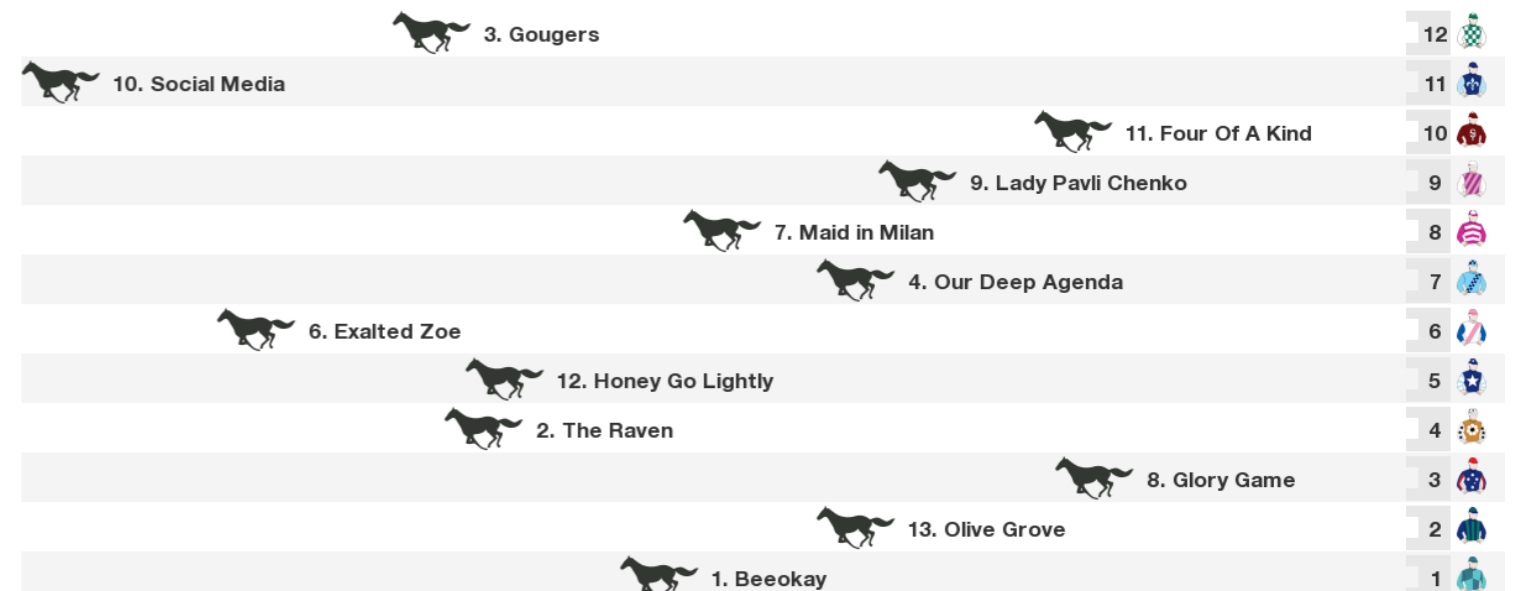 3. Gougers 12
10. Social Media 11
11. Four Of A Kind 10
9. Lady Pavli Chenko 9
7. Maid in Milan 8
4. Our Deep Agenda 7
6. Exalted Zoe 6
12. Honey Go Lightly 5
2. The Raven 4
8. Glory Game 3
13. Olive Grove 2
1. Beeokay 1